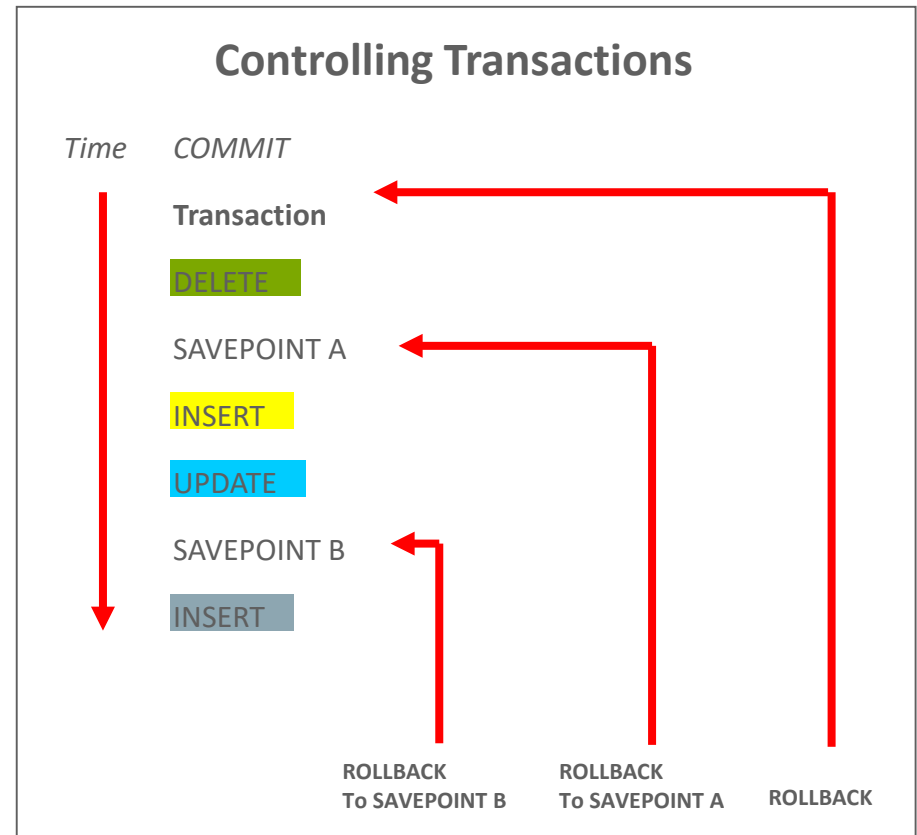 Controlling Transactions
Time COMMIT
Transaction
DELETE
SAVEPOINT A
INSERT
UPDATE
SAVEPOINT B
INSERT
ROLLBACK
To SAVEPOINT B
ROLLBACK
To SAVEPOINT A
ROLLBACK